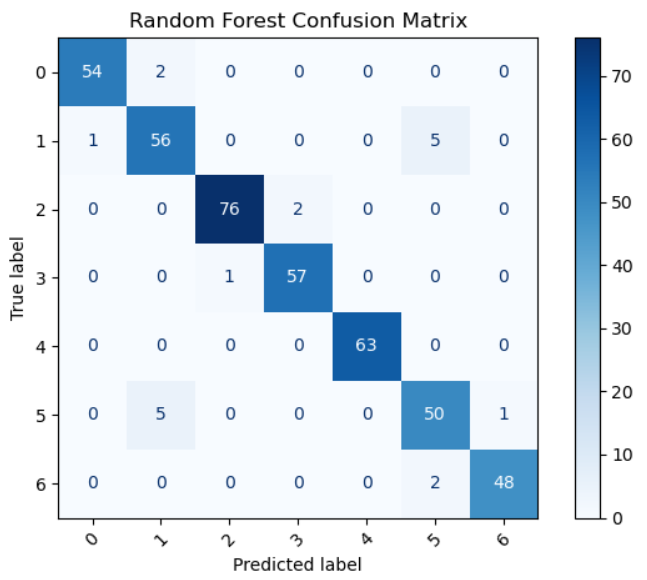 Random Forest Confusion Matrix
0 54 2 0 0 0 0 0
1 1 56 0 0 0 5 0
2 0 0 76 2 0 0 0
3 0 0 1 57 0 0 0
4 0 0 0 0 63 0 0
5 0 5 0 0 0 50 1
6 0 0 0 0 0 2 48
0 1 2 3 4 5 6
Predicted label
True label
70
60
50
40
30
20
10
0